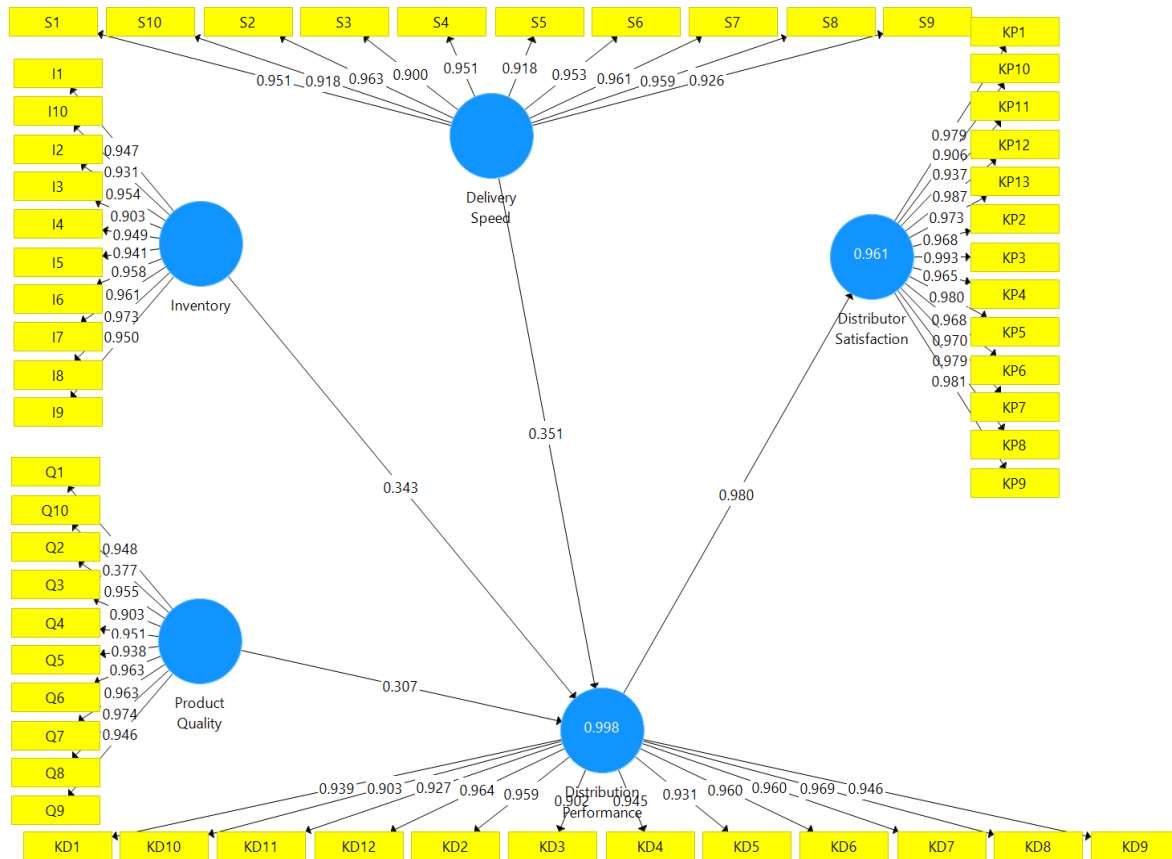 S1
S10
S2
S3
S4
S5
S6
S7
S8
S9
0.951
0.918
0.963
0.900
0.951
0.918
0.953
0.961
0.959
0.926
Delivery
Speed
I1
I10
I2
I3
I4
I5
I6
I7
I8
I9
0.947
0.931
0.954
0.903
0.949
0.941
0.958
0.961
0.973
0.950
Inventory
KP1
KP10
KP11
KP12
KP13
KP2
KP3
KP4
KP5
KP6
KP7
KP8
KP9
0.979
0.906
0.937
0.987
0.973
0.968
0.993
0.965
0.980
0.968
0.970
0.979
0.981
0.961
Distributor
Satisfaction
0.351
0.343
0.980
0.307
Q1
Q10
Q2
Q3
Q4
Q5
Q6
Q7
Q8
Q9
0.948
0.377
0.955
0.903
0.951
0.938
0.963
0.963
0.974
0.946
Product
Quality
0.998
Distribution
Performance
0.939
0.903
0.927
0.964
0.959
0.902
0.945
0.931
0.960
0.960
0.969
0.946
KD1
KD10
KD11
KD12
KD2
KD3
KD4
KD5
KD6
KD7
KD8
KD9